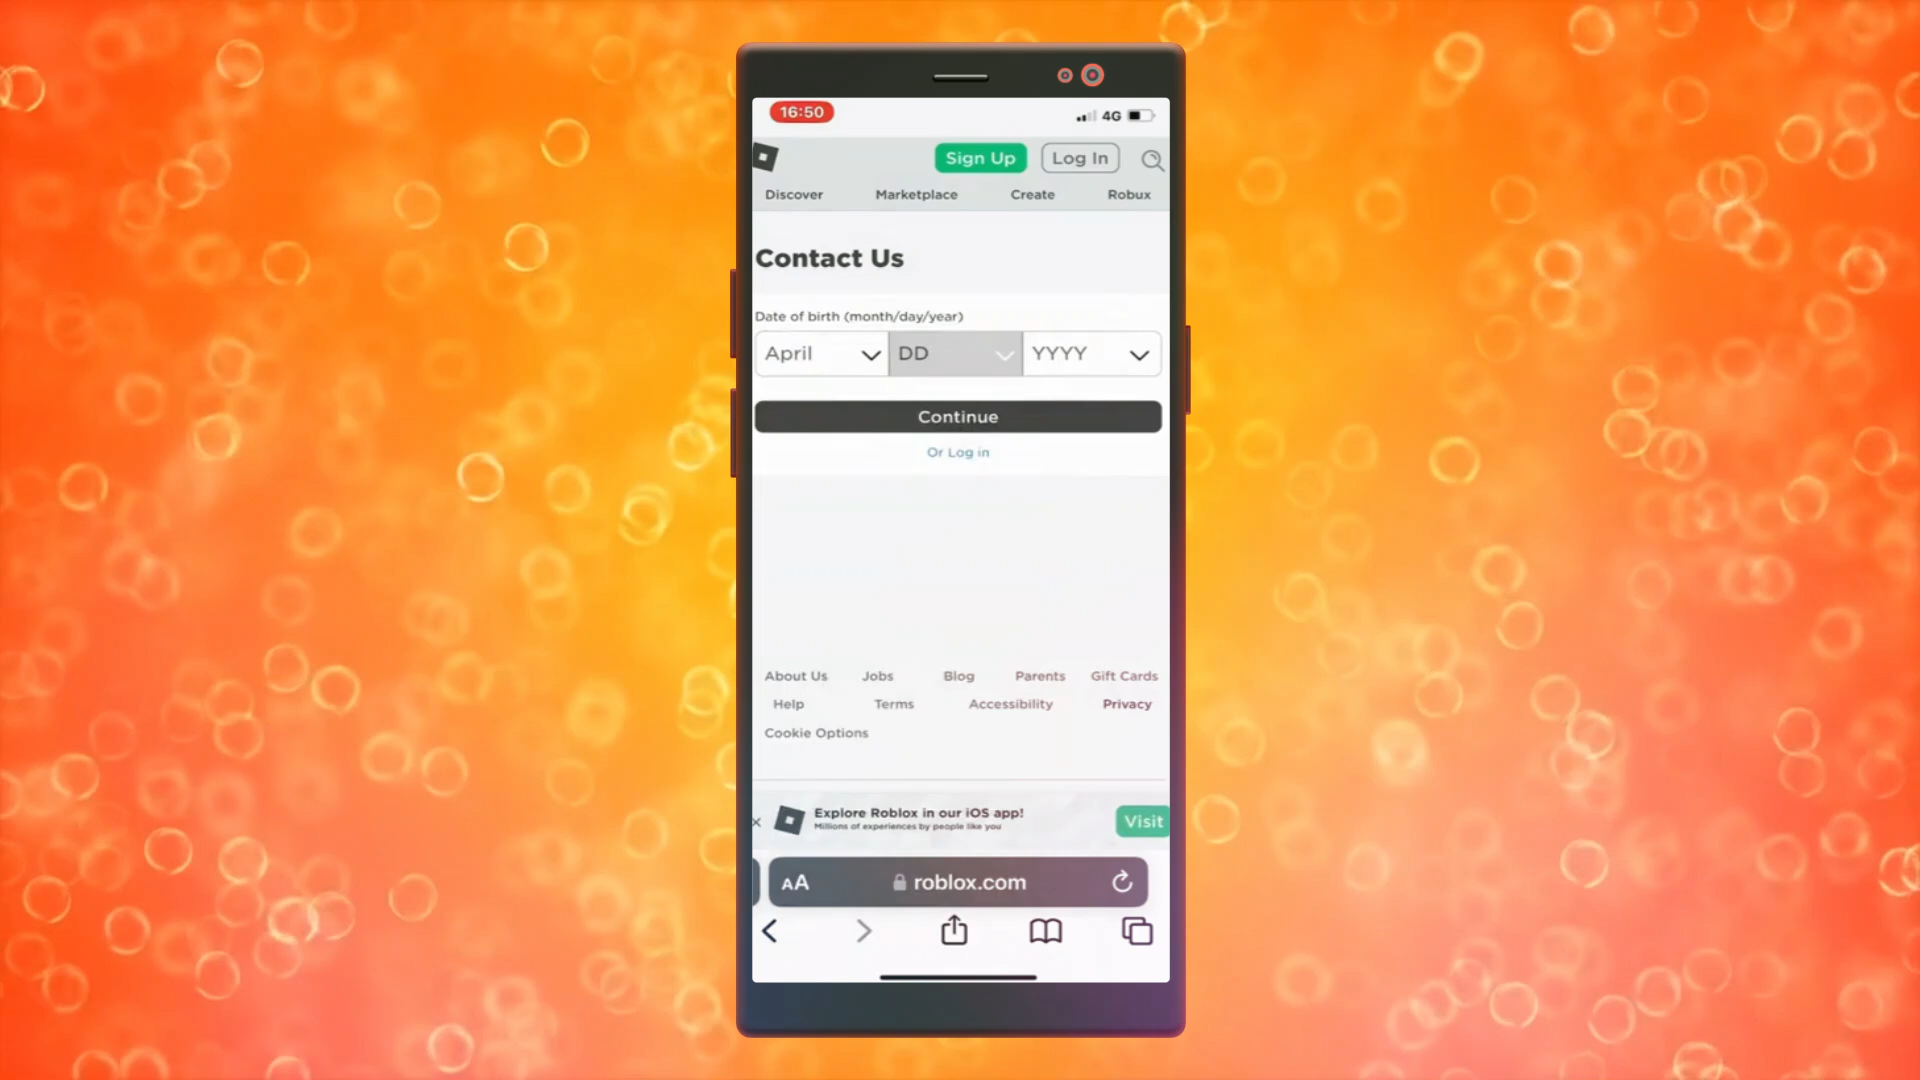 16:50 4G
Sign Up Log In
Discover Marketplace Create Robux
Contact Us
Date of birth (month/day/year)
April DD YYYY
Continue
Or Log in
About Us Jobs Blog Parents Gift Cards
Help Terms Accessibility Privacy
Cookie Options
Explore Roblox in our iOS app!
Millions of experiences by people like you
Visit
AA roblox.com